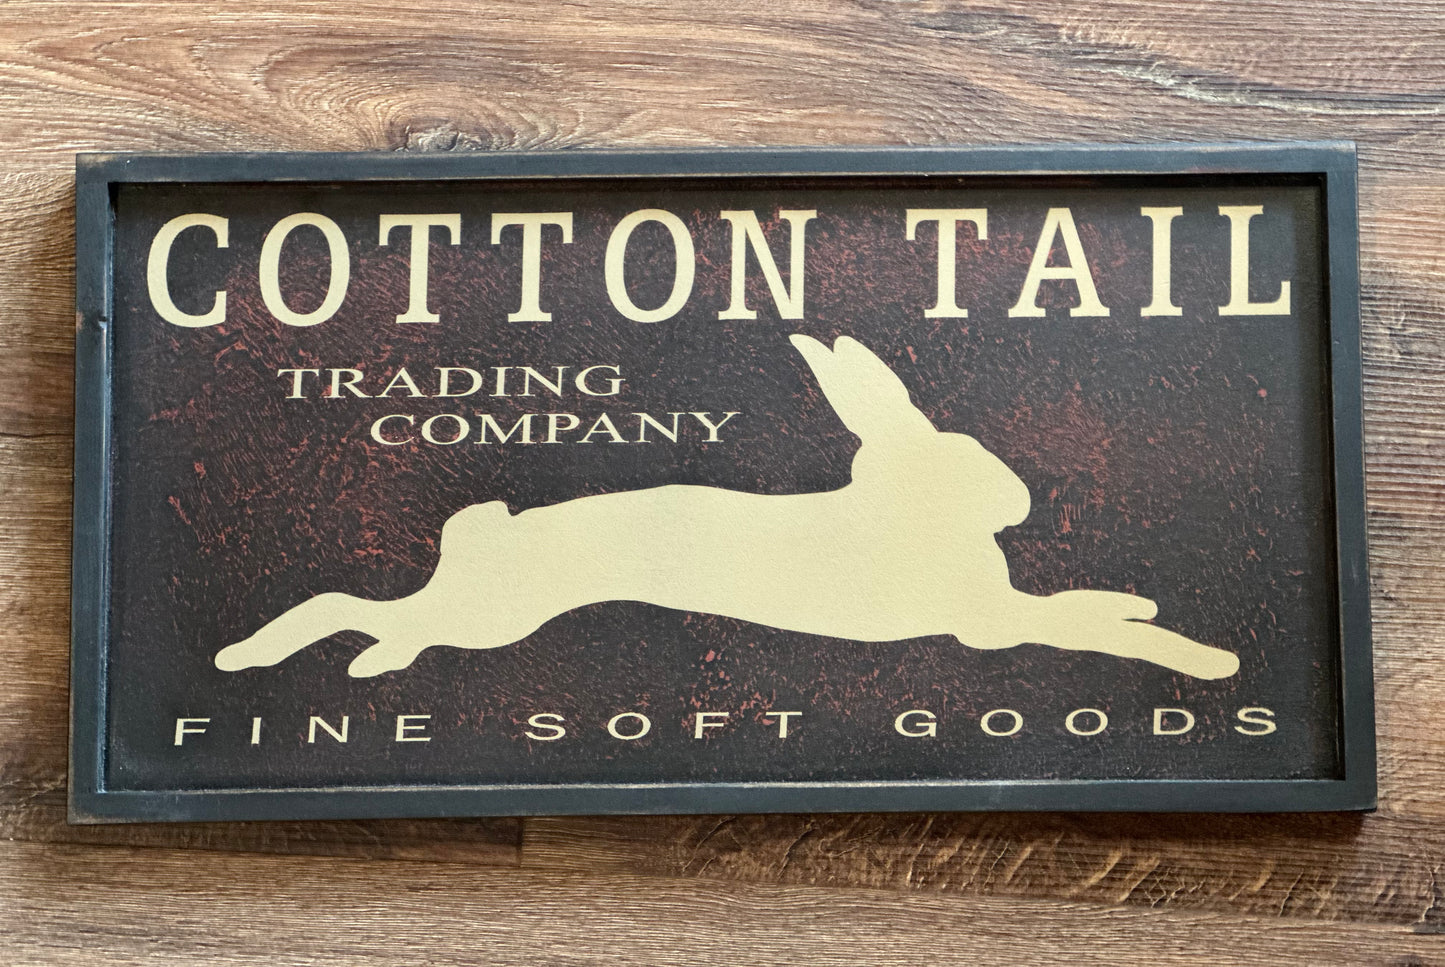 COTTON TAIL
TRADING
COMPANY
FINE SOFT GOODS